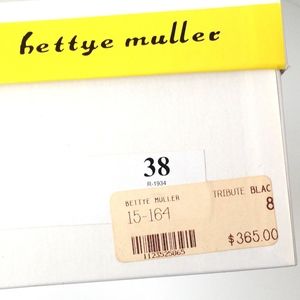 bettye muller
38
R-1934
BETTYE MULLER
TRIBUTE BLAC
15-164
8
$365.00
1123525065